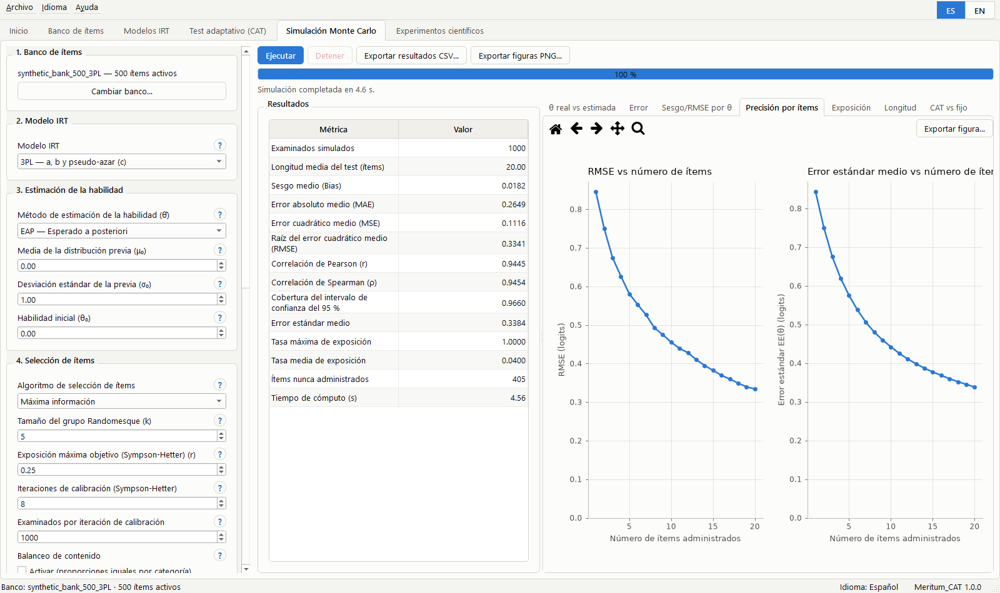 Archivo Idioma Ayuda
ES EN
Inicio Banco de ítems Modelos IRT Test adaptativo (CAT) Simulación Monte Carlo Experimentos científicos
1. Banco de ítems
synthetic_bank_500_3PL — 500 ítems activos
Cambiar banco...
2. Modelo IRT
Modelo IRT ?
3PL — a, b y pseudo-azar (c)
3. Estimación de la habilidad
Método de estimación de la habilidad (θ̂) ?
EAP — Esperado a posteriori
Media de la distribución previa (μ₀) ?
0.00
Desviación estándar de la previa (σ₀) ?
1.00
Habilidad inicial (θ₀) ?
0.00
4. Selección de ítems
Algoritmo de selección de ítems ?
Máxima información
Tamaño del grupo Randomesque (k) ?
5
Exposición máxima objetivo (Sympson-Hetter) (r) ?
0.25
Iteraciones de calibración (Sympson-Hetter) ?
8
Examinados por iteración de calibración ?
1000
Balanceo de contenido ?
Activar (proporciones iguales por categoría)
Ejecutar Detener Exportar resultados CSV... Exportar figuras PNG...
100 %
Simulación completada en 4.6 s.
Resultados
Métrica Valor
Examinados simulados 1000
Longitud media del test (ítems) 20.00
Sesgo medio (Bias) 0.0182
Error absoluto medio (MAE) 0.2649
Error cuadrático medio (MSE) 0.1116
Raíz del error cuadrático medio
(RMSE) 0.3341
Correlación de Pearson (r) 0.9445
Correlación de Spearman (ρ) 0.9454
Cobertura del intervalo de
confianza del 95 % 0.9660
Error estándar medio 0.3384
Tasa máxima de exposición 1.0000
Tasa media de exposición 0.0400
Ítems nunca administrados 405
Tiempo de cómputo (s) 4.56
θ real vs estimada Error Sesgo/RMSE por θ Precisión por ítems Exposición Longitud CAT vs fijo
Exportar figura...
RMSE vs número de ítems
RMSE (logits)
0.8
0.7
0.6
0.5
0.4
0.3
0.2
0.1
0.0
5 10 15 20
Número de ítems administrados
Error estándar medio vs número de íter
Error estándar EE(θ̂) (logits)
0.8
0.7
0.6
0.5
0.4
0.3
0.2
0.1
0.0
5 10 15 20
Número de ítems administrados
Banco: synthetic_bank_500_3PL · 500 ítems activos
Idioma: Español Meritum_CAT 1.0.0